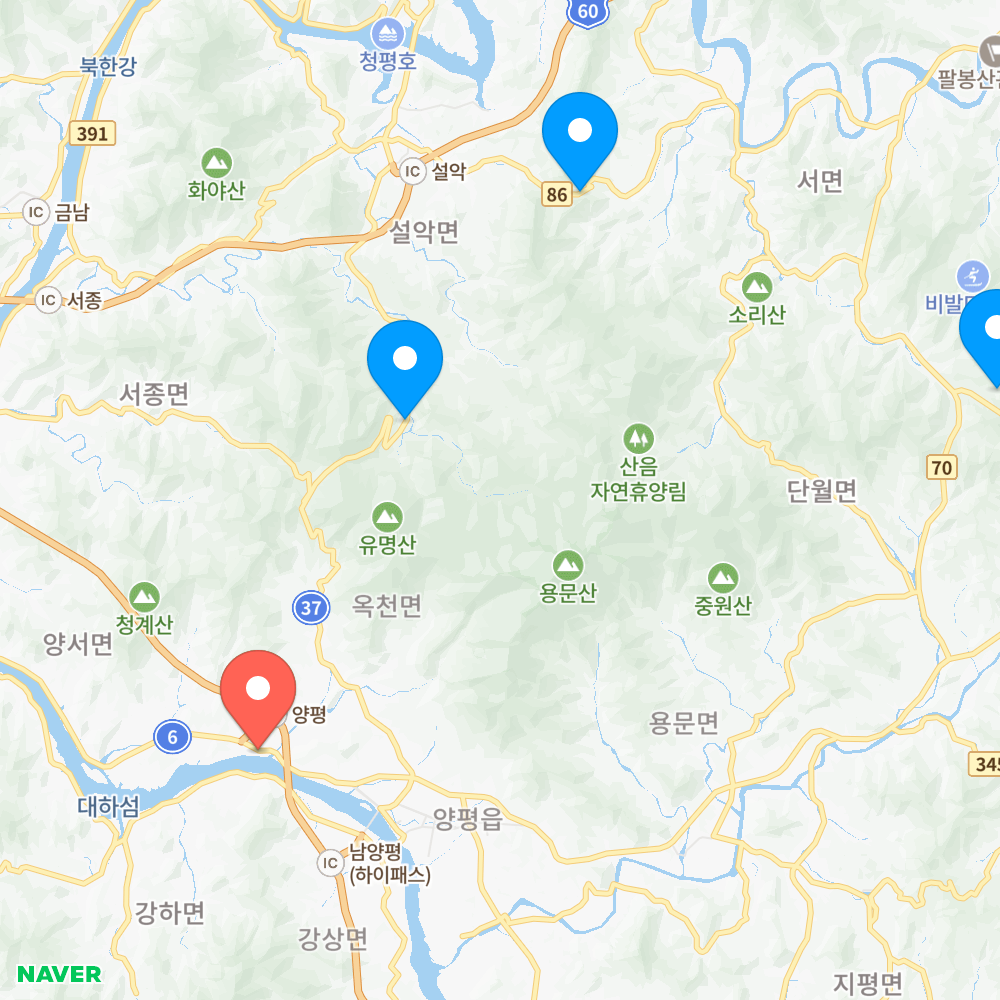 60
청평호
북한강
팔봉산관
391
IC 설악
화야산
서면
86
IC 금남
설악면
비발디
IC 서종
소리산
서종면
산음
자연휴양림
70
단월면
유명산
용문산
중원산
37
옥천면
청계산
양서면
양평
용문면
6
345
대하섬
양평읍
IC 남양평
(하이패스)
강하면
강상면
NAVER
지평면